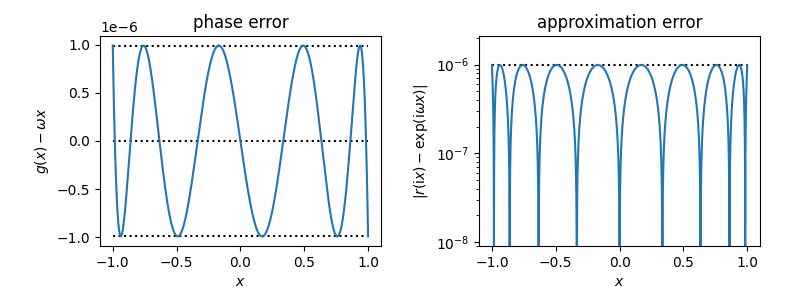 phase error
1e−6
1.0
0.5
0.0
−0.5
−1.0
g(x) − ωx
−1.0 −0.5 0.0 0.5 1.0
x
approximation error
10⁻⁶
10⁻⁷
10⁻⁸
|r(ix) − exp(iωx)|
−1.0 −0.5 0.0 0.5 1.0
x